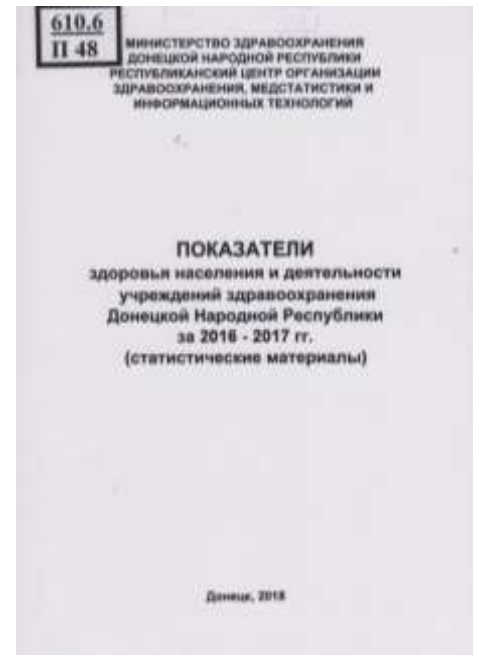 610.6
П 48
МИНИСТЕРСТВО ЗДРАВООХРАНЕНИЯ
ДОНЕЦКОЙ НАРОДНОЙ РЕСПУБЛИКИ
РЕСПУБЛИКАНСКИЙ ЦЕНТР ОРГАНИЗАЦИИ
ЗДРАВООХРАНЕНИЯ, МЕДСТАТИСТИКИ И
ИНФОРМАЦИОННЫХ ТЕХНОЛОГИЙ
ПОКАЗАТЕЛИ
здоровья населения и деятельности
учреждений здравоохранения
Донецкой Народной Республики
за 2016 - 2017 гг.
(статистические материалы)
Донецк, 2018